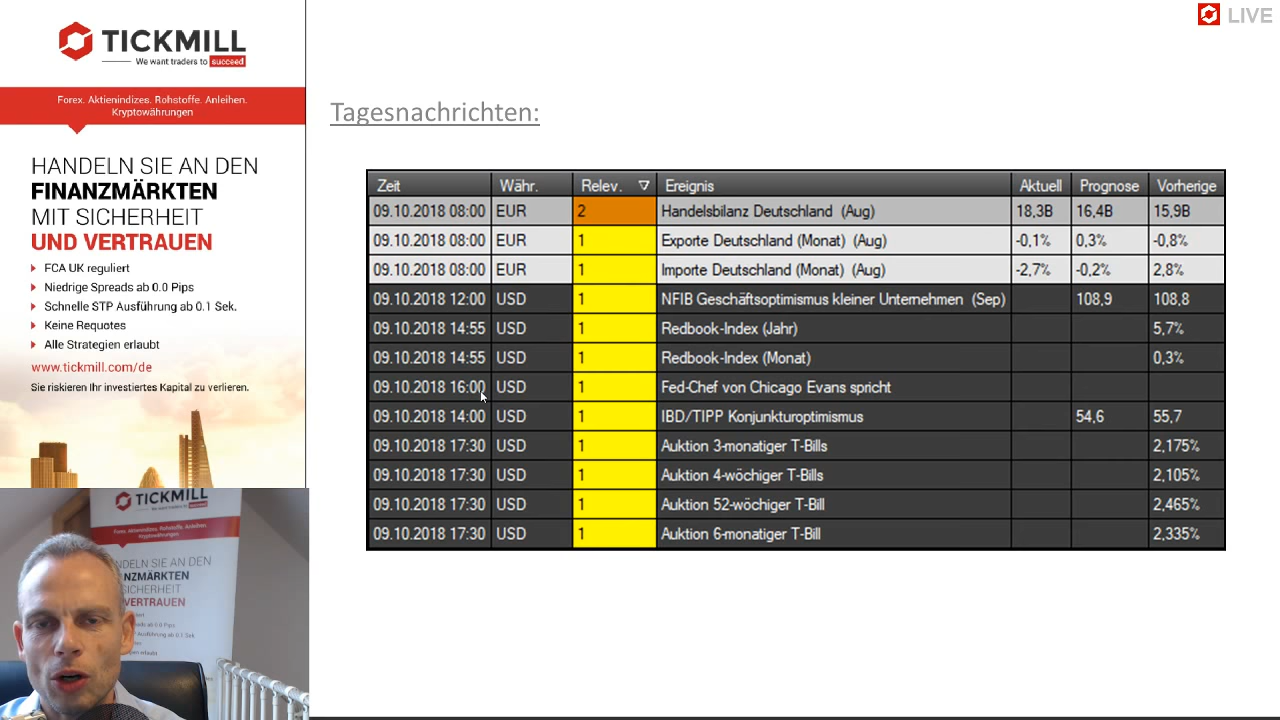 TICKMILL
We want traders to succeed
Forex. Aktienindizes. Rohstoffe. Anleihen.
Kryptowährungen
HANDELN SIE AN DEN
FINANZMÄRKTEN
MIT SICHERHEIT
UND VERTRAUEN
FCA UK reguliert
Niedrige Spreads ab 0.0 Pips
Schnelle STP Ausführung ab 0.1 Sek.
Keine Requotes
Alle Strategien erlaubt
www.tickmill.com/de
Sie riskieren Ihr investiertes Kapital zu verlieren.
LIVE
Tagesnachrichten:
Zeit Währ. Relev. Ereignis Aktuell Prognose Vorherige
09.10.2018 08:00 EUR 2 Handelsbilanz Deutschland (Aug) 18,3B 16,4B 15,9B
09.10.2018 08:00 EUR 1 Exporte Deutschland (Monat) (Aug) -0,1% 0,3% -0,8%
09.10.2018 08:00 EUR 1 Importe Deutschland (Monat) (Aug) -2,7% -0,2% 2,8%
09.10.2018 12:00 USD 1 NFIB Geschäftsoptimismus kleiner Unternehmen (Sep) 108,9 108,8
09.10.2018 14:55 USD 1 Redbook-Index (Jahr) 5,7%
09.10.2018 14:55 USD 1 Redbook-Index (Monat) 0,3%
09.10.2018 16:00 USD 1 Fed-Chef von Chicago Evans spricht
09.10.2018 14:00 USD 1 IBD/TIPP Konjunkturoptimismus 54,6 55,7
09.10.2018 17:30 USD 1 Auktion 3-monatiger T-Bills 2,175%
09.10.2018 17:30 USD 1 Auktion 4-wöchiger T-Bills 2,105%
09.10.2018 17:30 USD 1 Auktion 52-wöchiger T-Bill 2,465%
09.10.2018 17:30 USD 1 Auktion 6-monatiger T-Bill 2,335%
TICKMILL
Forex. Aktienindizes. Rohstoffe. Anleihen.
Kryptowährungen
NDELN SIE AN DEN
NZMÄRKTEN
SICHERHEIT
VERTRAUEN